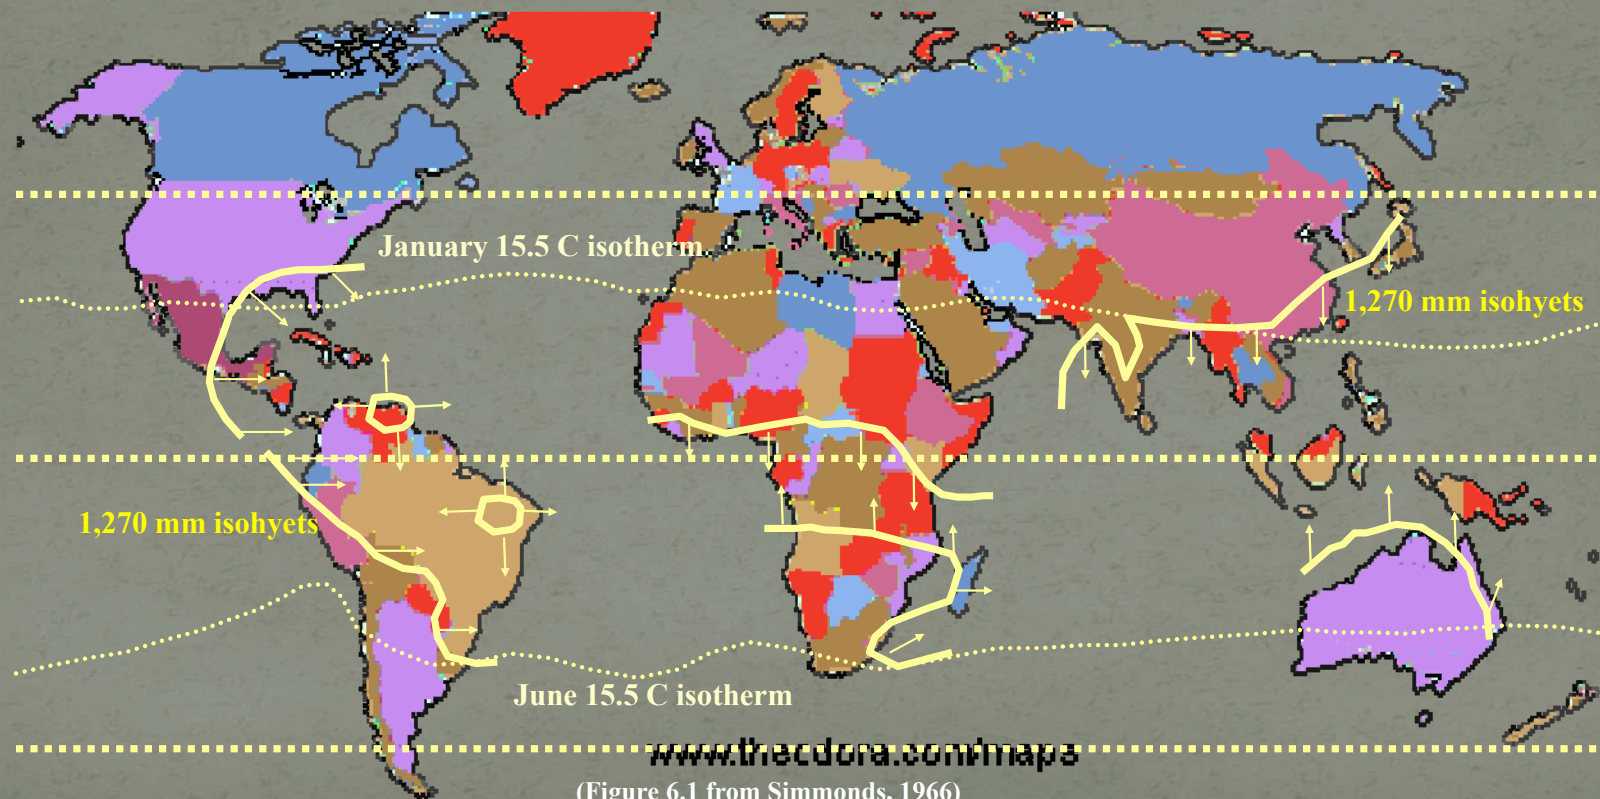 January 15.5 C isotherm
1,270 mm isohyets
1,270 mm isohyets
June 15.5 C isotherm
www.thecdora.com/maps
(Figure 6.1 from Simmonds, 1966)